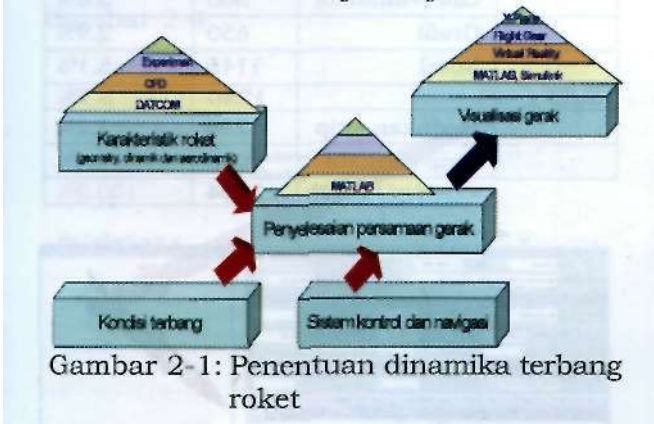 X-Plane
Flight Gear
Virtual Reality
MATLAB, Simulink
Visualisasi gerak
Experiment
CFD
DATCOM
Karakteristik roket
(geometry, dinamik dan aerodinamik)
MATLAB
Penyelesaian persamaan gerak
Kondisi terbang
Sistem kontrol dan navigasi
Gambar 2-1: Penentuan dinamika terbang
roket